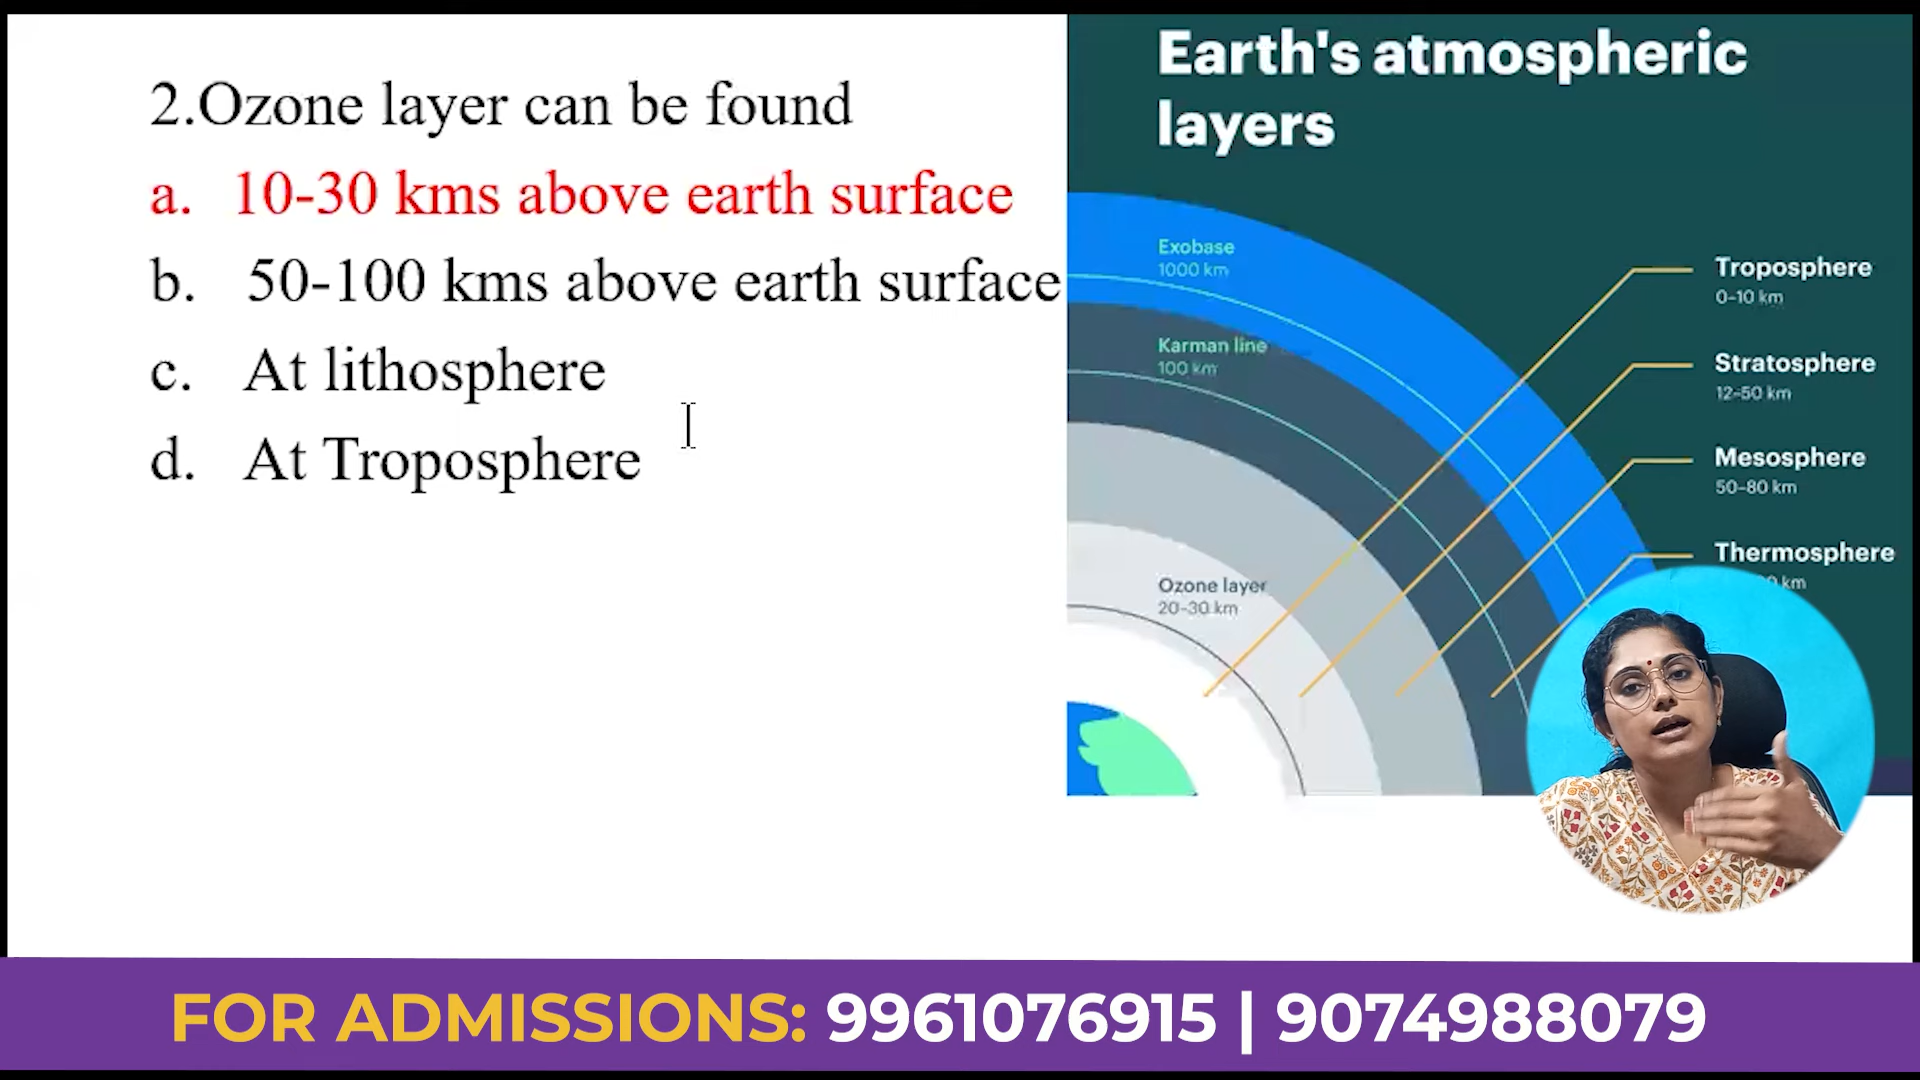 2.Ozone layer can be found
a. 10-30 kms above earth surface
b. 50-100 kms above earth surface
c. At lithosphere
d. At Troposphere
Earth's atmospheric
layers
Exobase
1000 km
Karman line
100 km
Ozone layer
20-30 km
Troposphere
0-10 km
Stratosphere
12-50 km
Mesosphere
50-80 km
Thermosphere
km
FOR ADMISSIONS: 9961076915 | 9074988079